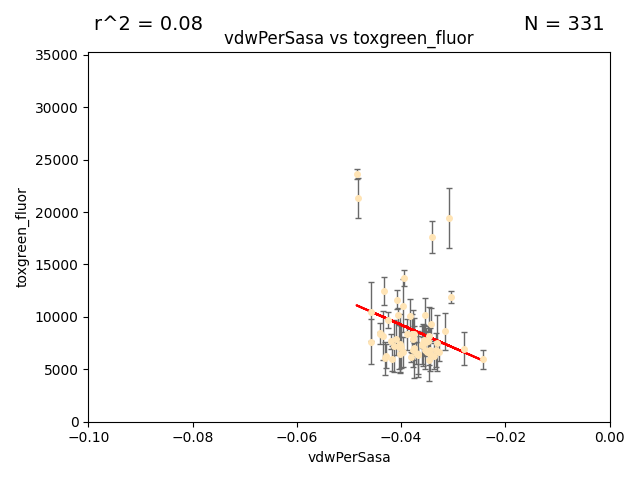 r^2 = 0.08
N = 331
vdwPerSasa vs toxgreen_fluor
35000
30000
25000
20000
15000
10000
5000
0
toxgreen_fluor
−0.10
−0.08
−0.06
−0.04
−0.02
0.00
vdwPerSasa